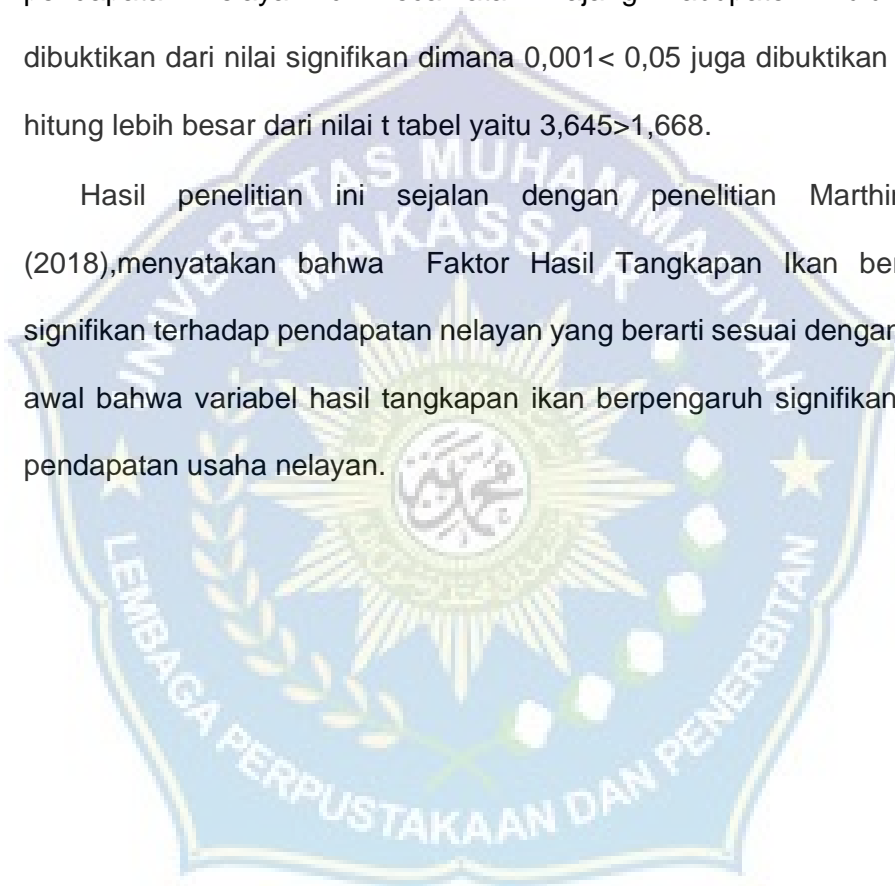 dibuktikan dari nilai signifikan dimana 0,001< 0,05 juga dibuktikan
hitung lebih besar dari nilai t tabel yaitu 3,645>1,668.
Hasil penelitian ini sejalan dengan penelitian
(2018),menyatakan bahwa Faktor Hasil Tangkapan Ikan
signifikan terhadap pendapatan nelayan yang berarti sesuai dengan
awal bahwa variabel hasil tangkapan ikan berpengaruh signifikan
pendapatan usaha nelayan.
UNIVERSITAS MUHAMMADIYAH
MAKASSAR
LEMBAGA PERPUSTAKAAN DAN PENERBITAN